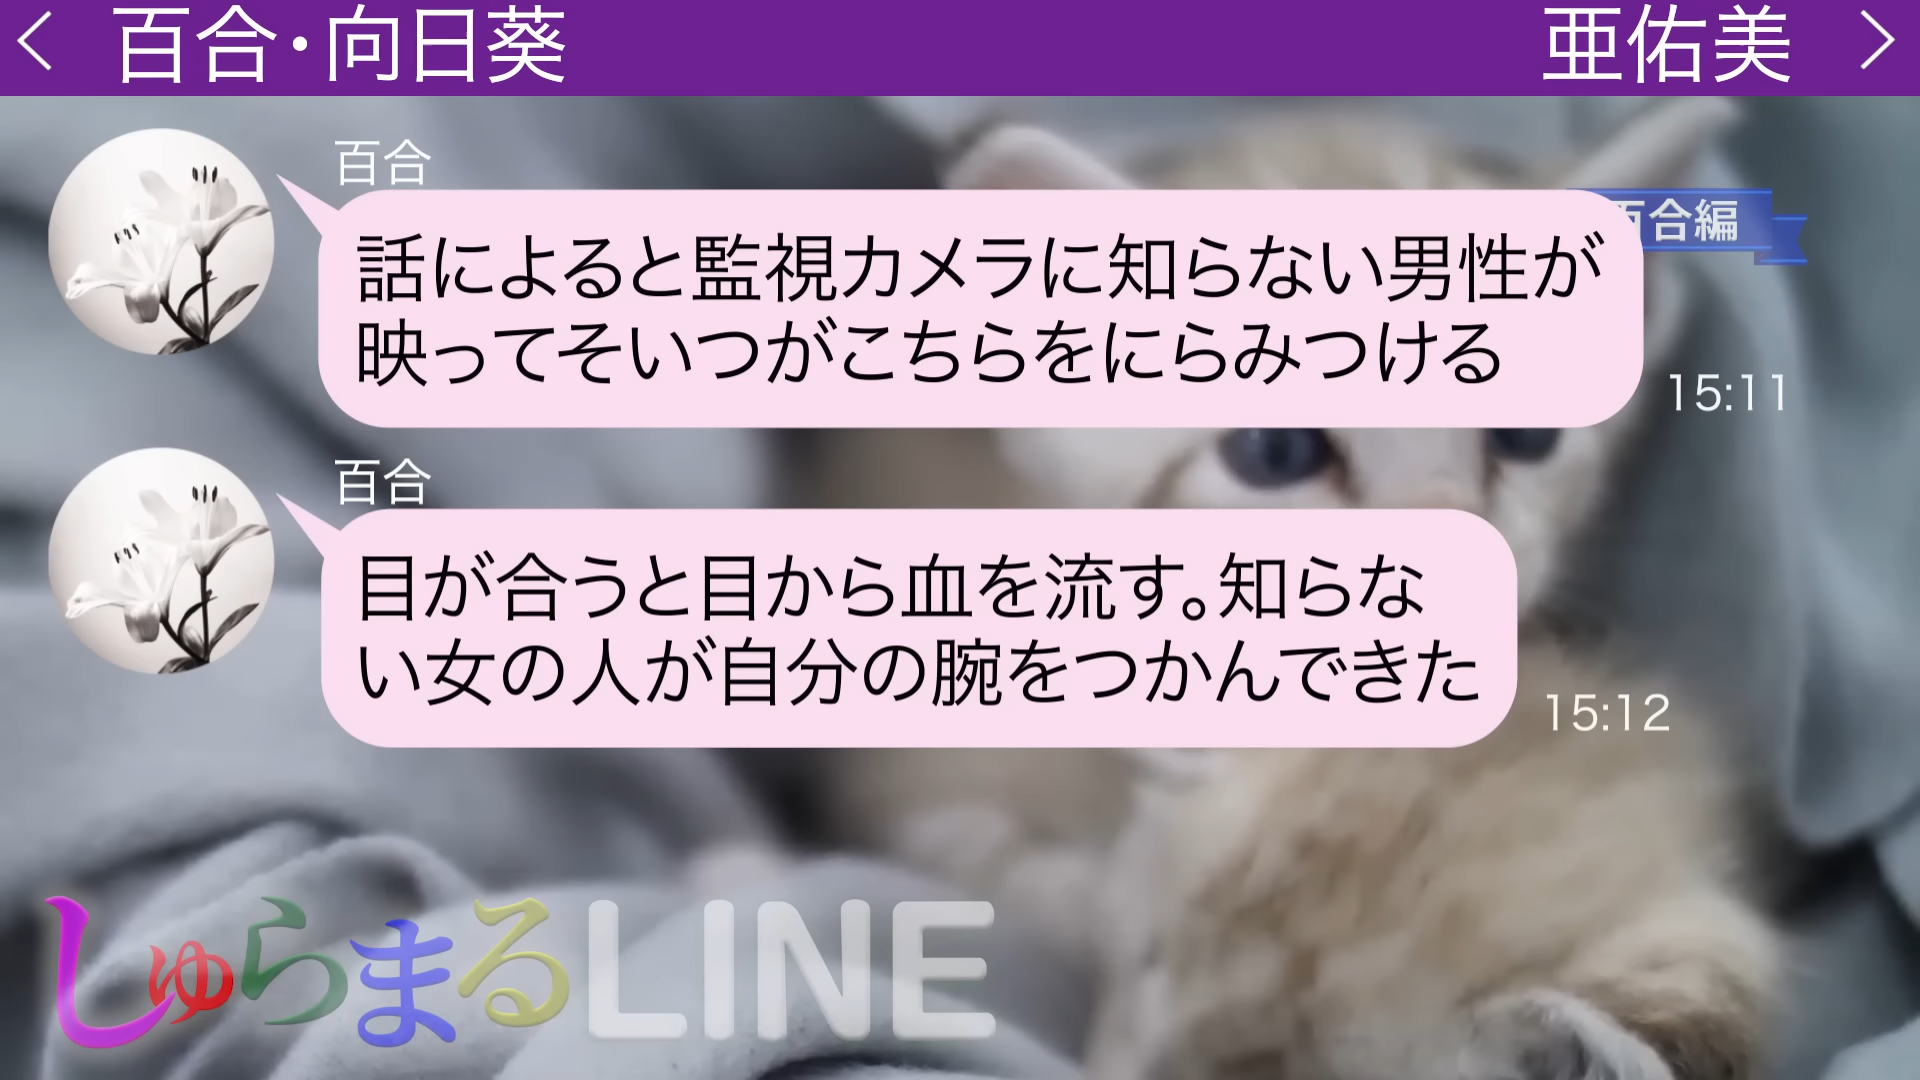 百合・向日葵
亜佑美
百合
百合編
話によると監視カメラに知らない男性が
映ってそいつがこちらをにらみつける
15:11
百合
目が合うと目から血を流す。知らな
い女の人が自分の腕をつかんできた
15:12
しゅらまるLINE